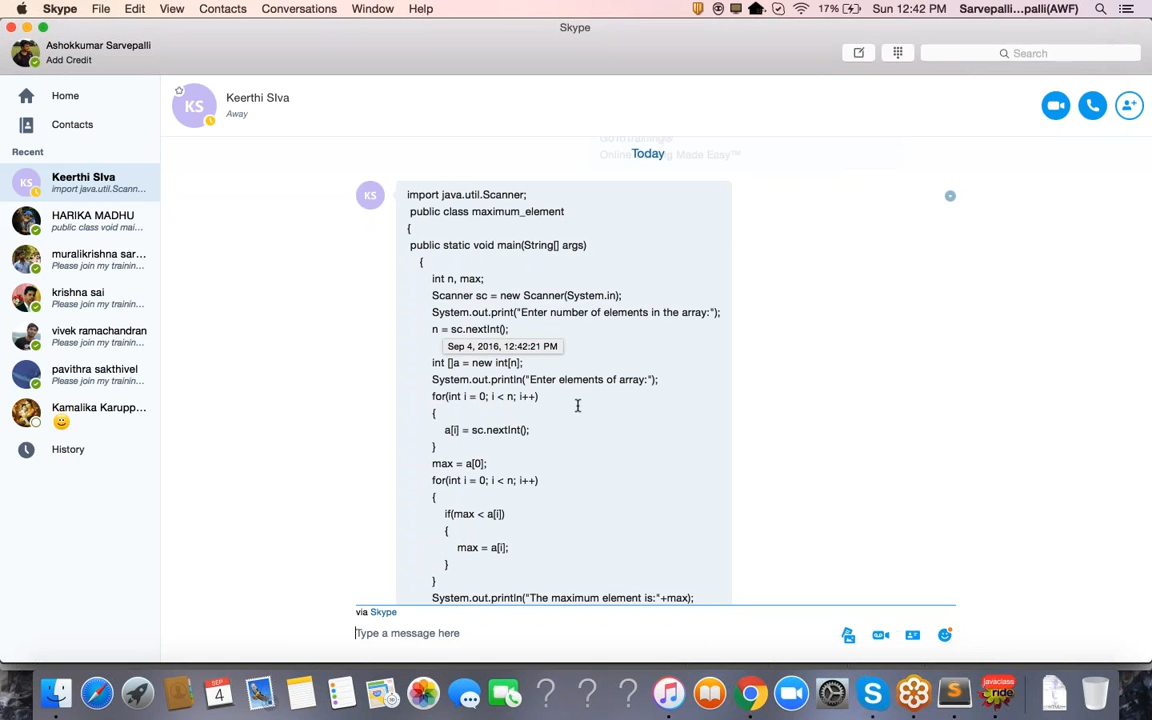 Skype File Edit View Contacts Conversations Window Help 17% Sun 12:42 PM Sarvepalli...palli(AWF)
Skype
Ashokkumar Sarvepalli
Add Credit
Search
Home
Contacts
Recent
KS
Keerthi SIva
import java.util.Scann...
HARIKA MADHU
public class void mai...
muralikrishna sar...
Please join my trainin...
krishna sai
Please join my trainin...
vivek ramachandran
Please join my trainin...
pavithra sakthivel
Please join my trainin...
Kamalika Karupp...
History
KS
Keerthi SIva
Away
Today
KS
import java.util.Scanner;
public class maximum_element
{
public static void main(String[] args)
{
int n, max;
Scanner sc = new Scanner(System.in);
System.out.print("Enter number of elements in the array:");
n = sc.nextInt();
Sep 4, 2016, 12:42:21 PM
int []a = new int[n];
System.out.println("Enter elements of array:");
for(int i = 0; i < n; i++)
{
a[i] = sc.nextInt();
}
max = a[0];
for(int i = 0; i < n; i++)
{
if(max < a[i])
{
max = a[i];
}
}
System.out.println("The maximum element is:"+max);
via Skype
Type a message here
SEP
4
? ? ?
javaclass
ride